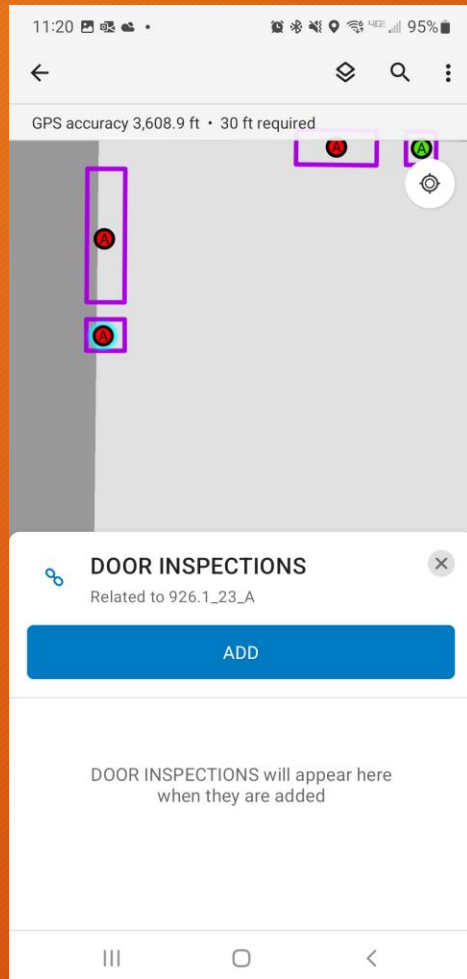 11:20
4GE 95%
GPS accuracy 3,608.9 ft • 30 ft required
A
A
A
A
DOOR INSPECTIONS
Related to 926.1_23_A
ADD
DOOR INSPECTIONS will appear here
when they are added